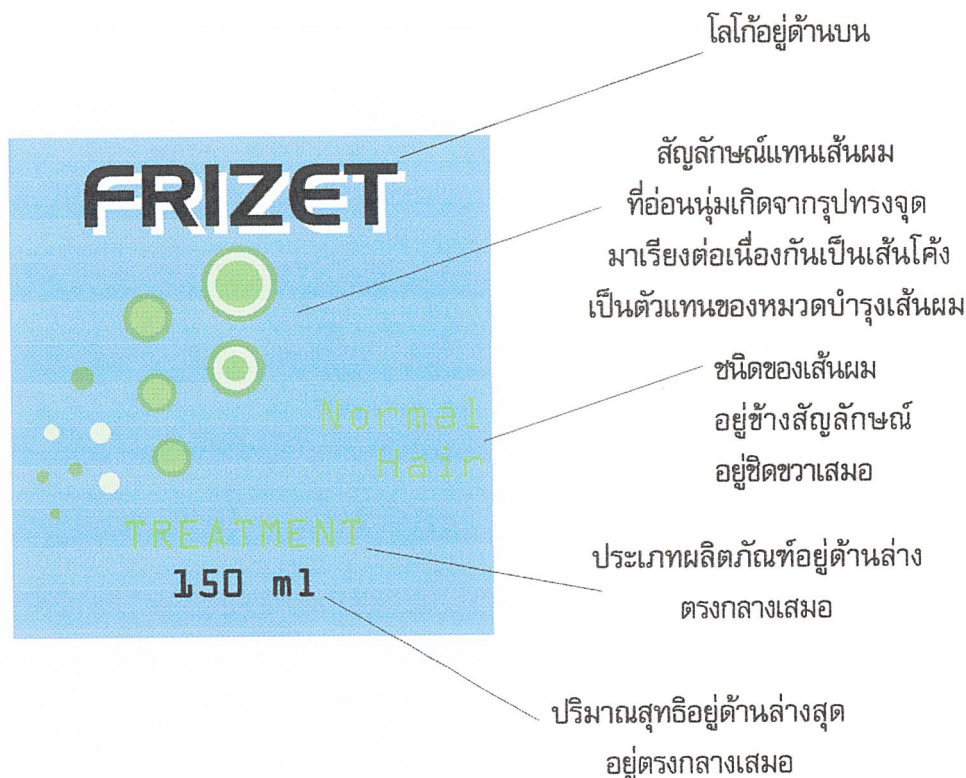 โลโก้อยู่ด้านบน
FRIZET
สัญลักษณ์แทนเส้นผม
ที่อ่อนนุ่มเกิดจากรุปทรงจุด
มาเรียงต่อเนื่องกันเป็นเส้นโค้ง
เป็นตัวแทนของหมวดบำรุงเส้นผม
Normal
Hair
ชนิดของเส้นผม
อยู่ข้างสัญลักษณ์
อยู่ชิดขวาเสมอ
TREATMENT
150 ml
ประเภทผลิตภัณฑ์อยู่ด้านล่าง
ตรงกลางเสมอ
ปริมาณสุทธิอยู่ด้านล่างสุด
อยู่ตรงกลางเสมอ